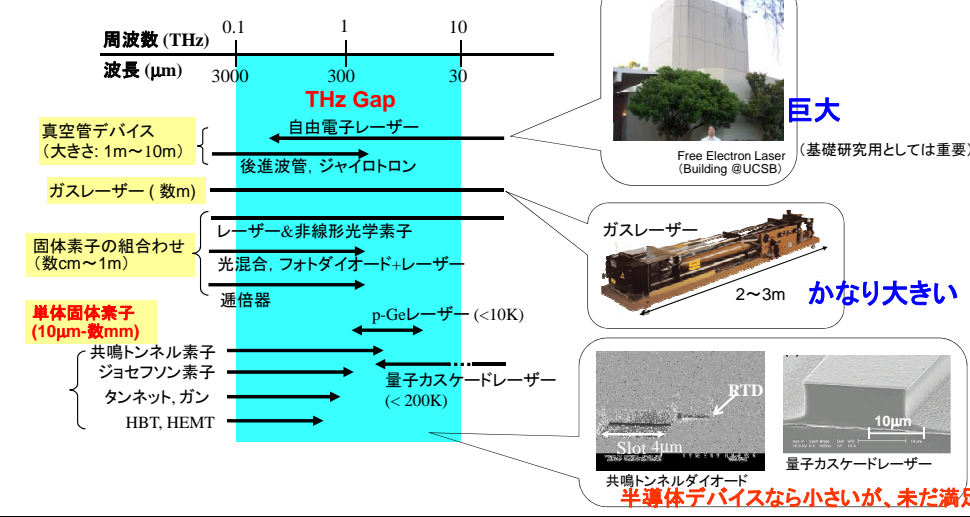 周波数 (THz)
0.1
1
10
波長 (μm)
3000
300
30
THz Gap
真空管デバイス
（大きさ: 1m～10m）
自由電子レーザー
後進波管, ジャイロトロン
ガスレーザー ( 数m)
固体素子の組合わせ
（数cm～1m）
レーザー&非線形光学素子
光混合, フォトダイオード+レーザー
逓倍器
単体固体素子
(10μm-数mm)
p-Geレーザー (<10K)
共鳴トンネル素子
ジョセフソン素子
タンネット, ガン
HBT, HEMT
量子カスケードレーザー
(< 200K)
巨大
Free Electron Laser
（Building @UCSB）
（基礎研究用としては重要）
ガスレーザー
2～3m
かなり大きい
RTD
Slot 4μm
共鳴トンネルダイオード
10μm
量子カスケードレーザー
半導体デバイスなら小さいが、未だ満足